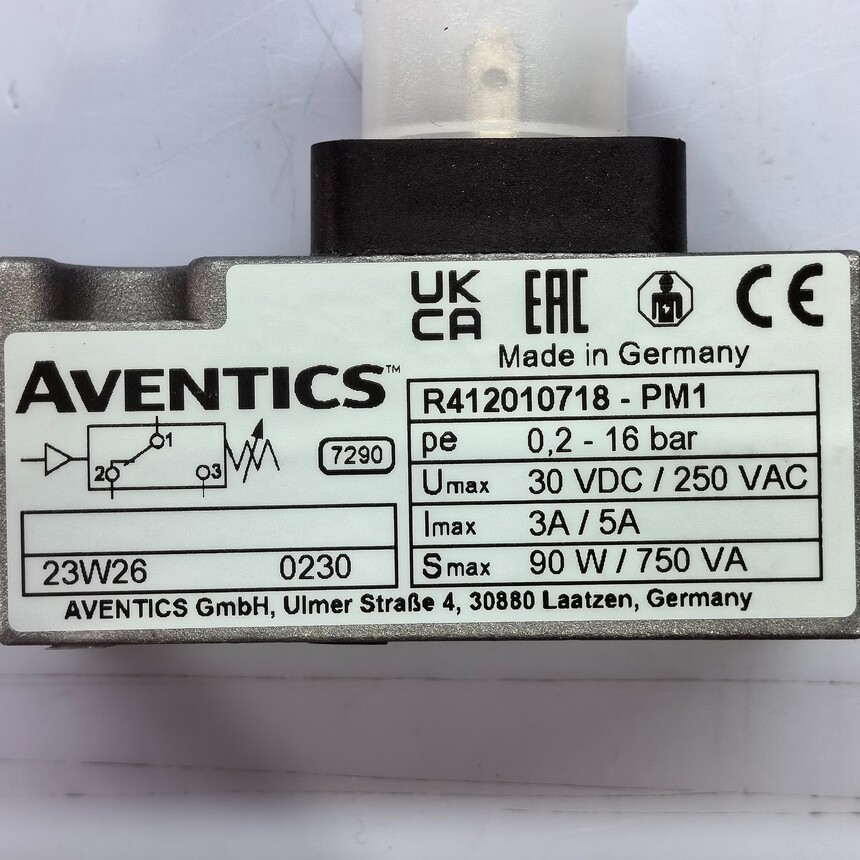 UK
CA
EAC
CE
Made in Germany
AVENTICS™
R412010718 - PM1
pe 0,2 - 16 bar
Umax 30 VDC / 250 VAC
Imax 3A / 5A
Smax 90 W / 750 VA
1
2
3
7290
23W26 0230
AVENTICS GmbH, Ulmer Straße 4, 30880 Laatzen, Germany